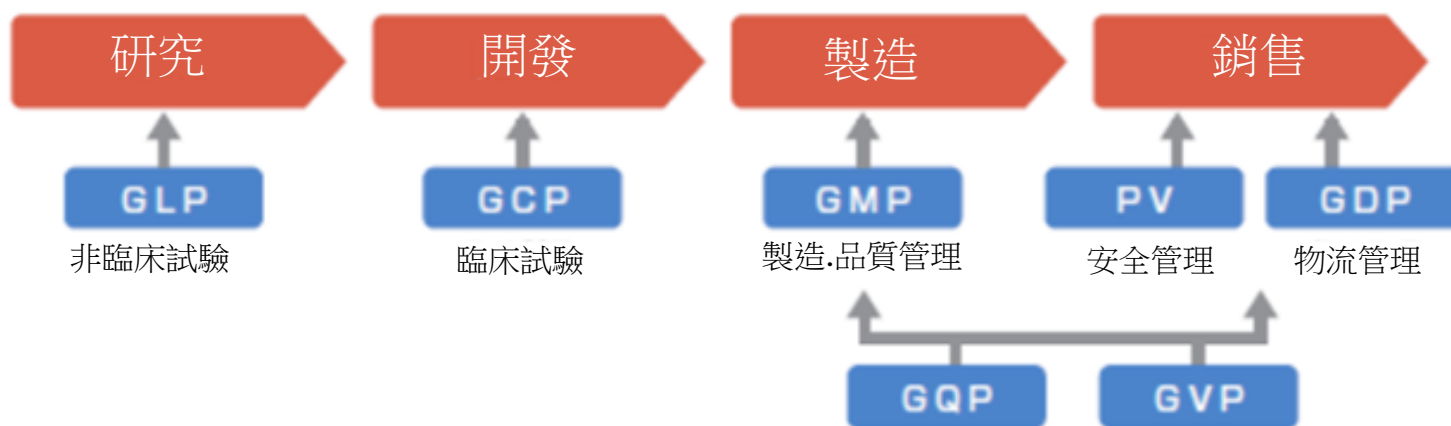 研究
開發
製造
銷售
GLP
GCP
GMP
PV
GDP
非臨床試驗
臨床試驗
製造.品質管理
安全管理
物流管理
GQP
GVP